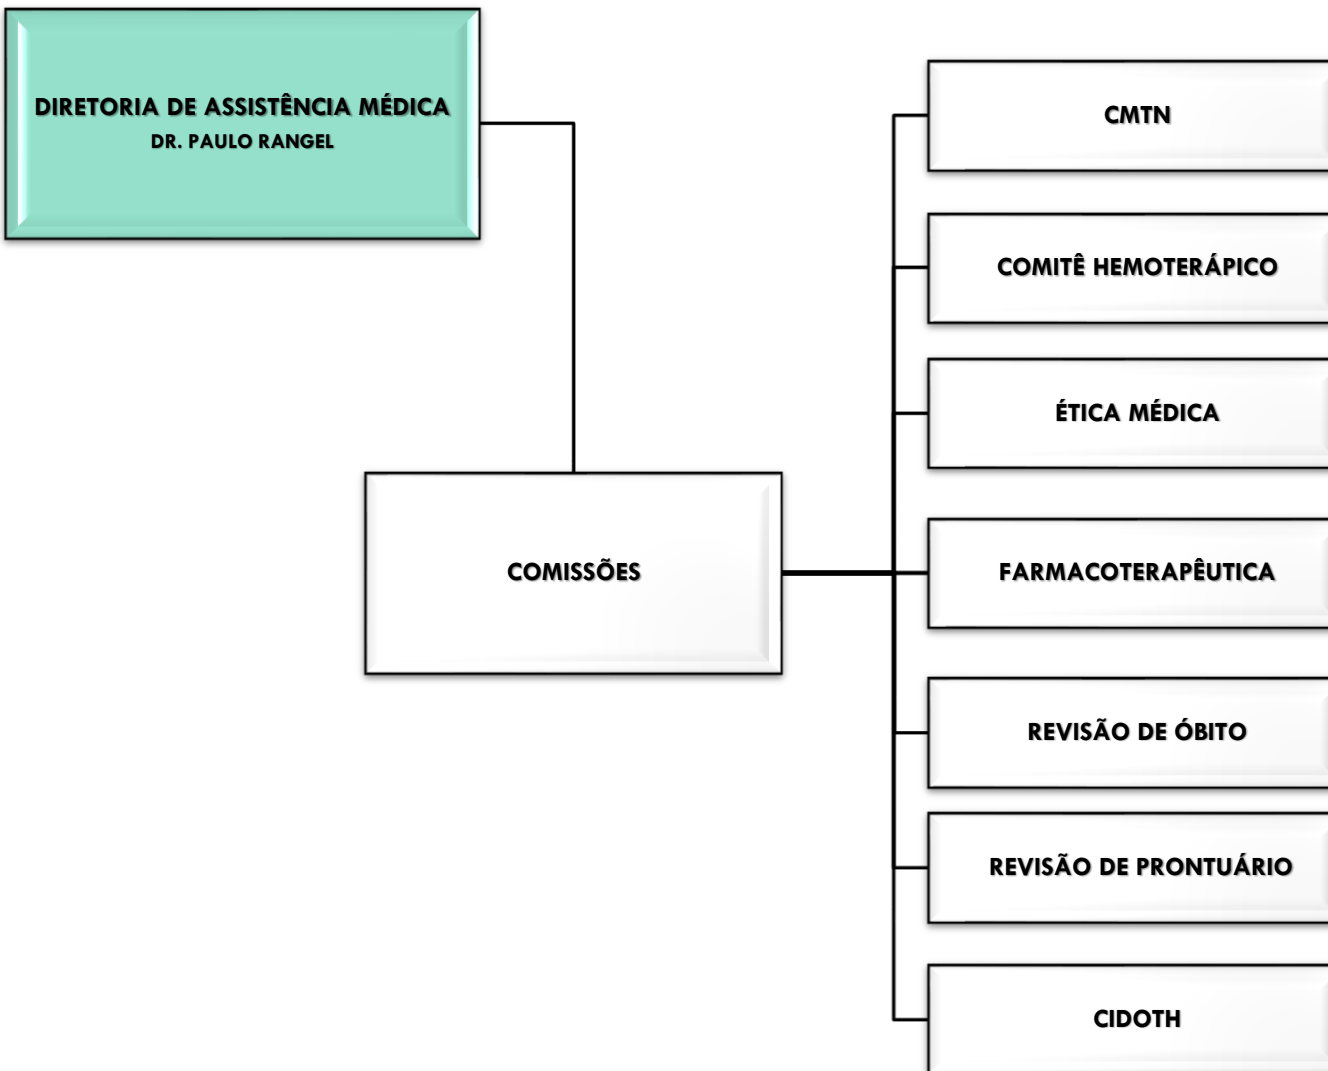 DIRETORIA DE ASSISTÊNCIA MÉDICA
DR. PAULO RANGEL
CMTN
COMITÊ HEMOTERÁPICO
ÉTICA MÉDICA
COMISSÕES
FARMACOTERAPÊUTICA
REVISÃO DE ÓBITO
REVISÃO DE PRONTUÁRIO
CIDOTH